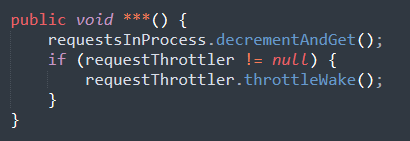 public void ***() {
requestsInProcess.decrementAndGet();
if (requestThrottler != null) {
requestThrottler.throttleWake();
}
}